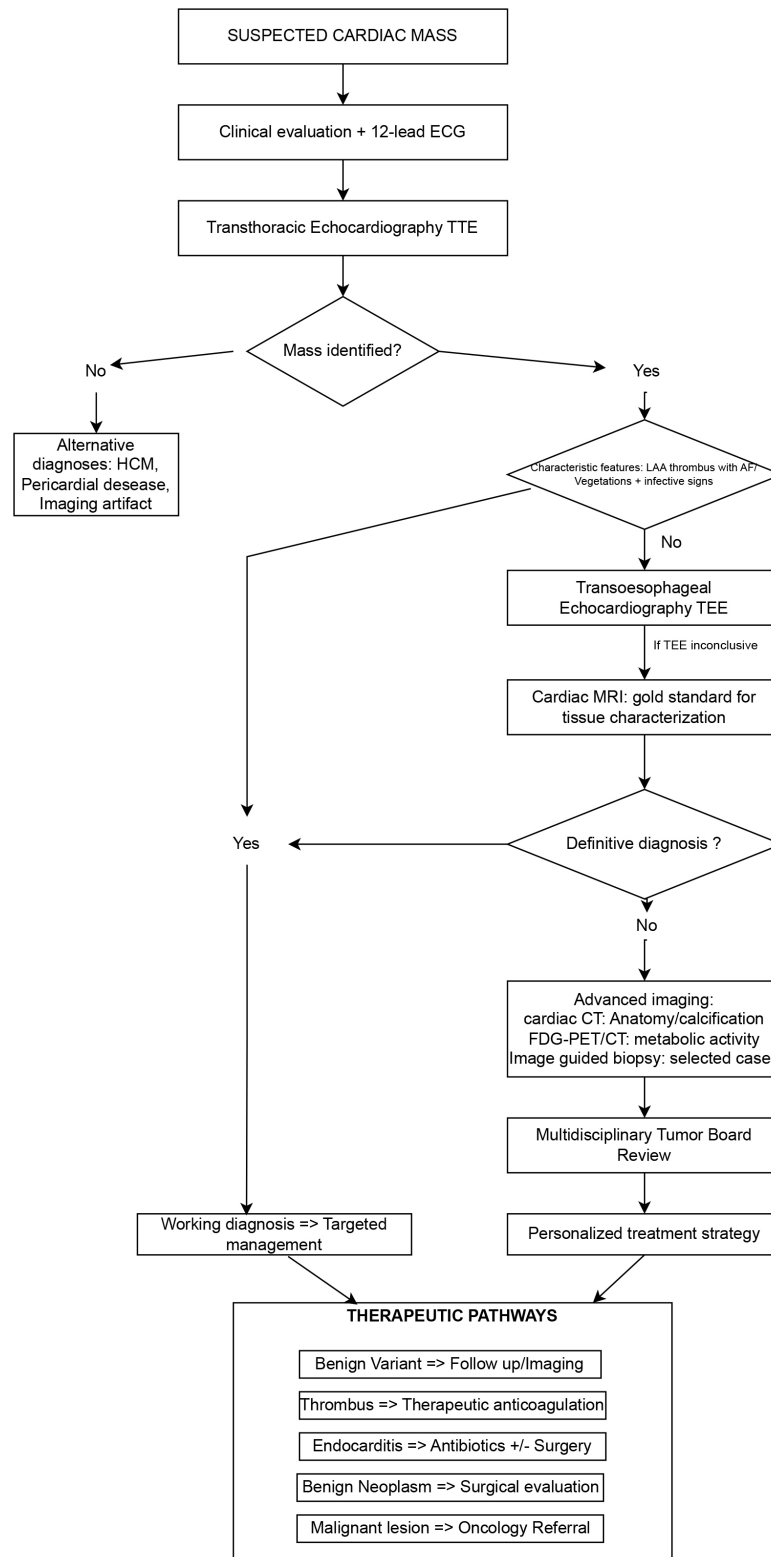 SUSPECTED CARDIAC MASS
Clinical evaluation + 12-lead ECG
Transthoracic Echocardiography TTE
Mass identified?
No
Yes
Alternative
diagnoses: HCM,
Pericardial desease,
Imaging artifact
Characteristic features: LAA thrombus with AF/
Vegetations + infective signs
No
Transoesophageal
Echocardiography TEE
If TEE inconclusive
Cardiac MRI: gold standard for
tissue characterization
Yes
Definitive diagnosis ?
No
Advanced imaging:
cardiac CT: Anatomy/calcification
FDG-PET/CT: metabolic activity
Image guided biopsy: selected case
Multidisciplinary Tumor Board
Review
Working diagnosis => Targeted
management
Personalized treatment strategy
THERAPEUTIC PATHWAYS
Benign Variant => Follow up/Imaging
Thrombus => Therapeutic anticoagulation
Endocarditis => Antibiotics +/- Surgery
Benign Neoplasm => Surgical evaluation
Malignant lesion => Oncology Referral